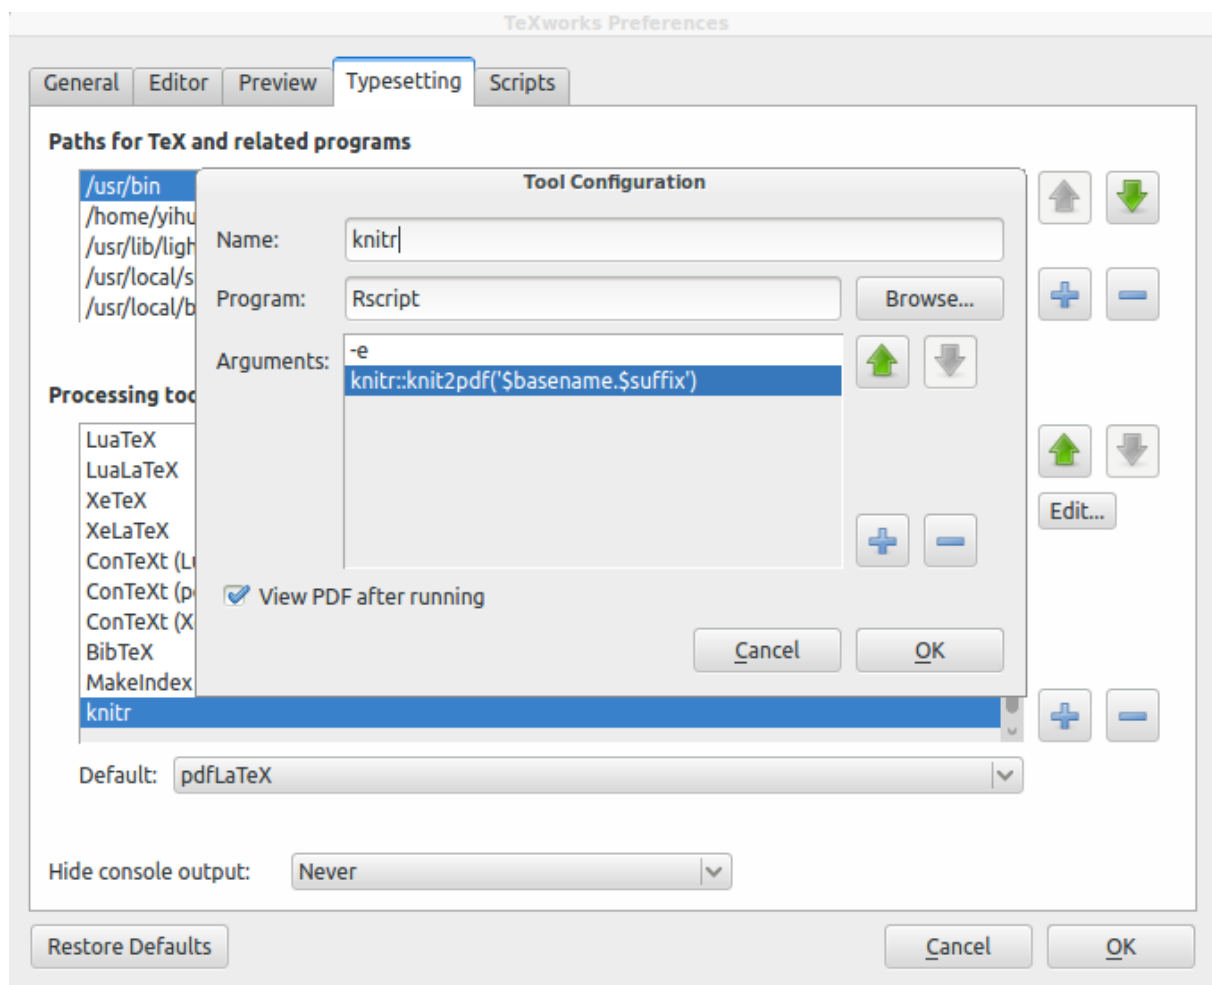 TeXworks Preferences
General Editor Preview Typesetting Scripts
Paths for TeX and related programs
/usr/bin
/home/yihu
/usr/lib/ligh
/usr/local/s
/usr/local/b
Tool Configuration
Name: knitr
Program: Rscript Browse...
Arguments: -e
knitr::knit2pdf('$basename.$suffix')
View PDF after running
Cancel OK
Processing too
LuaTeX
LuaLaTeX
XeTeX
XeLaTeX
ConTeXt (Lu
ConTeXt (p
ConTeXt (X
BibTeX
MakeIndex
knitr
Edit...
Default: pdfLaTeX
Hide console output: Never
Restore Defaults Cancel OK